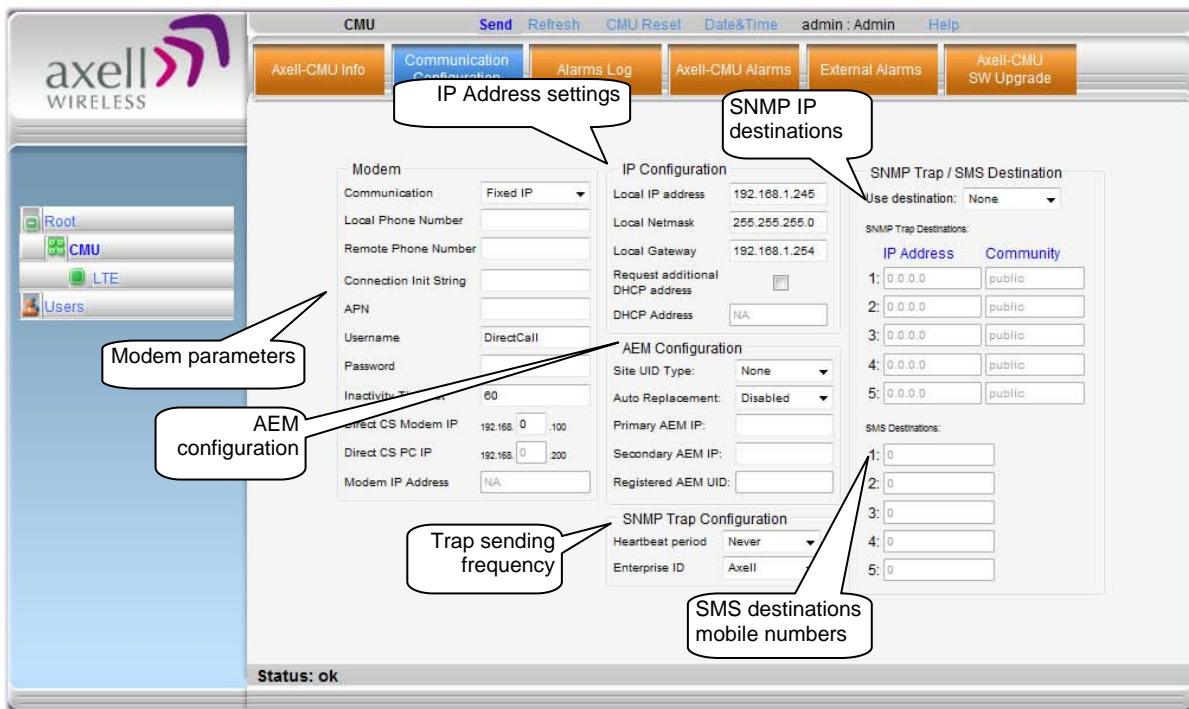 axell
WIRELESS
CMU Send Refresh CMU Reset Date&Time admin : Admin Help
Axell-CMU Info
Communication
Configuration
Alarms Log
Axell-CMU Alarms
External Alarms
Axell-CMU
SW Upgrade
IP Address settings
SNMP IP
destinations
Root
CMU
LTE
Users
Modem parameters
AEM
configuration
Modem
Communication Fixed IP
Local Phone Number
Remote Phone Number
Connection Init String
APN
Username DirectCall
Password
Inactivity 60
Direct CS Modem IP 192.168. 0 .100
Direct CS PC IP 192.168. 0 .200
Modem IP Address NA
IP Configuration
Local IP address 192.168.1.245
Local Netmask 255.255.255.0
Local Gateway 192.168.1.254
Request additional
DHCP address
DHCP Address NA
AEM Configuration
Site UID Type: None
Auto Replacement: Disabled
Primary AEM IP:
Secondary AEM IP:
Registered AEM UID:
SNMP Trap Configuration
Heartbeat period Never
Enterprise ID Axell
Trap sending
frequency
SNMP Trap / SMS Destination
Use destination: None
SNMP Trap Destinations:
IP Address Community
1: 0.0.0.0 public
2: 0.0.0.0 public
3: 0.0.0.0 public
4: 0.0.0.0 public
5: 0.0.0.0 public
SMS Destinations:
1: 0
2: 0
3: 0
4: 0
5: 0
SMS destinations
mobile numbers
Status: ok